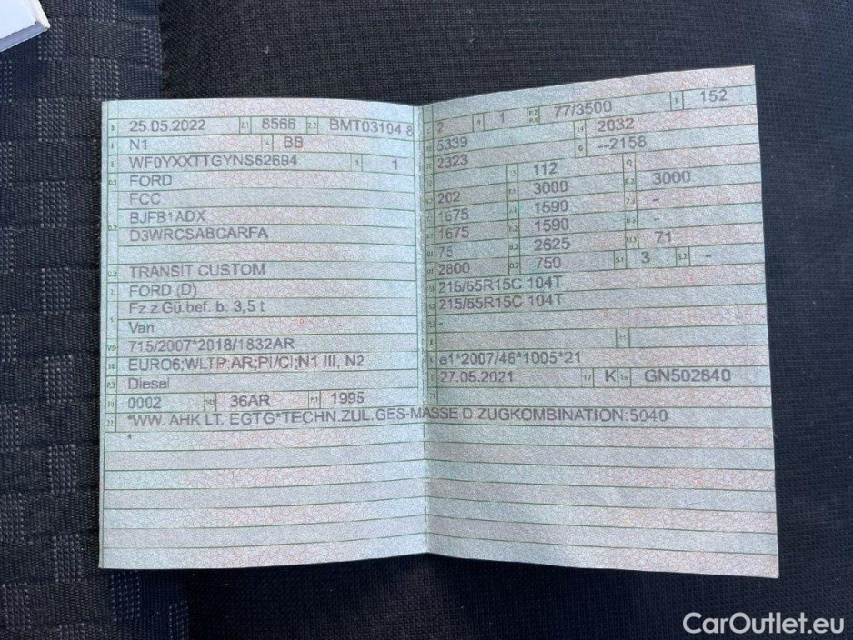 25.05.2022 8566 BMT03104 8
N1 BB
WF0YXXTTGYNS62694 1
FORD
FCC
BJFB1ADX
D3WRCSABCARFA
TRANSIT CUSTOM
FORD (D)
Fz.z.Gü.bef. b. 3,5 t
Van
715/2007*2018/1832AR
EURO6;WLTP;AR;PI/CI;N1 III, N2
Diesel
0002 36AR 1995
2 1 77/3500 152
5339 2032
2323 --2158
112
202 3000 3000
1675 1590 -
1675 1590 -
75 2625 71
2800 750 3 -
215/65R15C 104T
215/65R15C 104T
-
e1*2007/46*1005*21
27.05.2021 K GN502840
*WW. AHK LT. EGTG*TECHN.ZUL.GES-MASSE D.ZUGKOMBINATION:5040
*
CarOutlet.eu